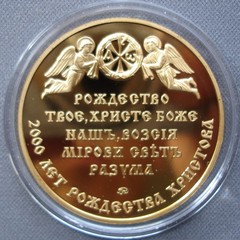 РОЖДЕСТВО
ТВОЕ, ХРИСТЕ БОЖЕ
НАШЪ, ВОЗСІЯ
МІРОВИ СВѢТЪ
РАЗУМА
2000 ЛЕТ РОЖДЕСТВА ХРИСТОВА